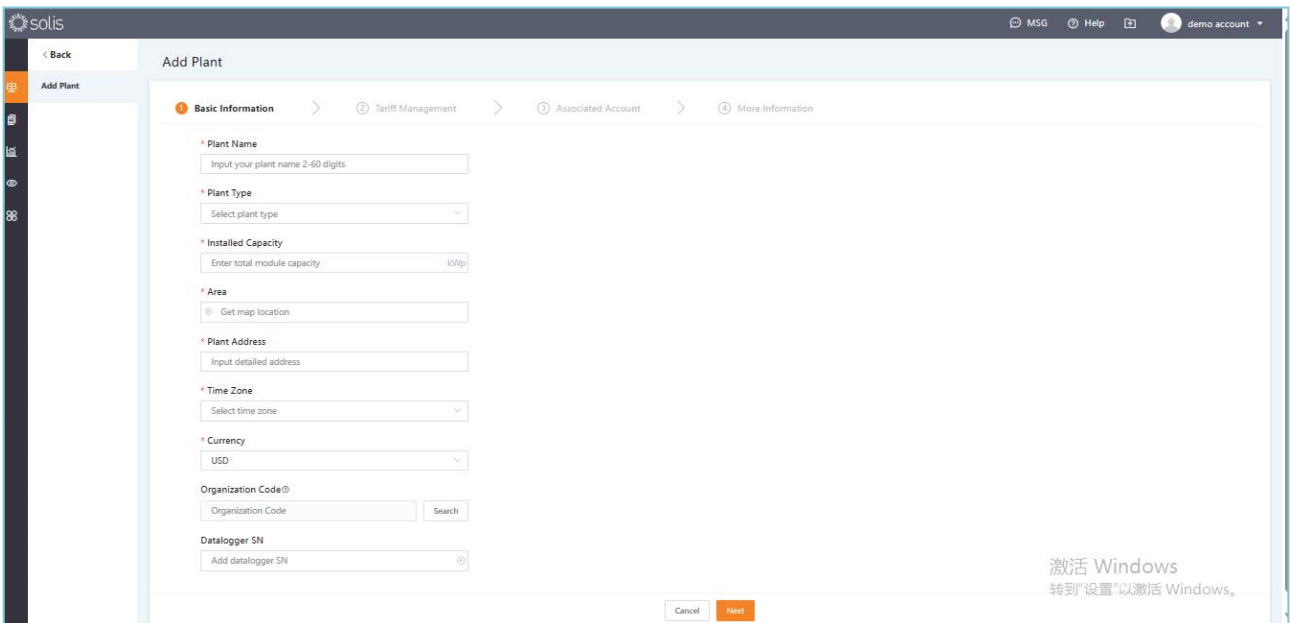 solis
MSG Help demo account
< Back
Add Plant
Add Plant
1 Basic Information 2 Tariff Management 3 Associated Account 4 More Information
* Plant Name
Input your plant name 2-60 digits
* Plant Type
Select plant type
* Installed Capacity
Enter total module capacity kWp
* Area
Get map location
* Plant Address
Input detailed address
* Time Zone
Select time zone
* Currency
USD
Organization Code
Organization Code Search
Datalogger SN
Add datalogger SN
激活 Windows
转到"设置"以激活 Windows。
Cancel Next